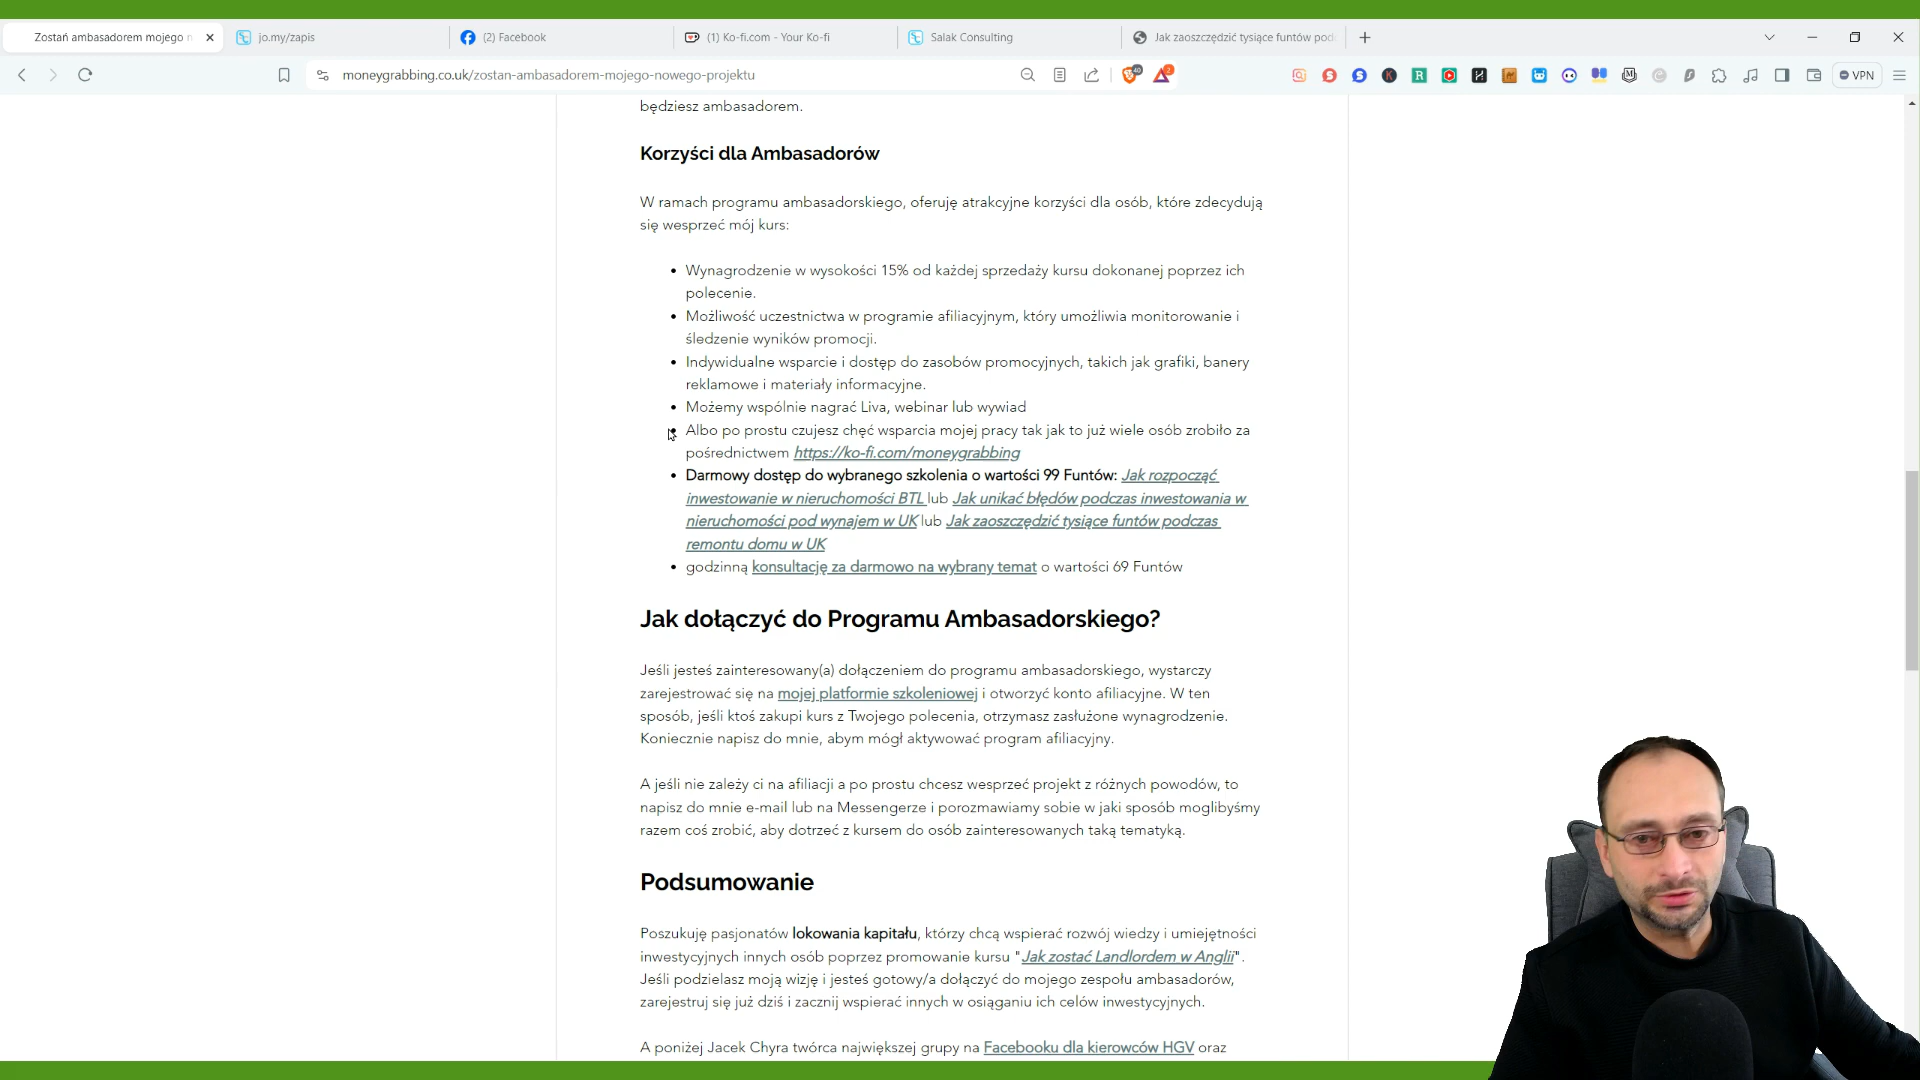 Zostań ambasadorem mojego n
jo.my/zapis
(2) Facebook
(1) Ko-fi.com - Your Ko-fi
Salak Consulting
Jak zaoszczędzić tysiące funtów pod
moneygrabbing.co.uk/zostan-ambasadorem-mojego-nowego-projektu
VPN
będziesz ambasadorem.
Korzyści dla Ambasadorów
W ramach programu ambasadorskiego, oferuję atrakcyjne korzyści dla osób, które zdecydują
się wesprzeć mój kurs:
• Wynagrodzenie w wysokości 15% od każdej sprzedaży kursu dokonanej poprzez ich
polecenie.
• Możliwość uczestnictwa w programie afiliacyjnym, który umożliwia monitorowanie i
śledzenie wyników promocji.
• Indywidualne wsparcie i dostęp do zasobów promocyjnych, takich jak grafiki, banery
reklamowe i materiały informacyjne.
• Możemy wspólnie nagrać Liva, webinar lub wywiad
• Albo po prostu czujesz chęć wsparcia mojej pracy tak jak to już wiele osób zrobiło za
pośrednictwem https://ko-fi.com/moneygrabbing
• Darmowy dostęp do wybranego szkolenia o wartości 99 Funtów: Jak rozpocząć
inwestowanie w nieruchomości BTL lub Jak unikać błędów podczas inwestowania w
nieruchomości pod wynajem w UK lub Jak zaoszczędzić tysiące funtów podczas
remontu domu w UK
• godzinną konsultację za darmowo na wybrany temat o wartości 69 Funtów
Jak dołączyć do Programu Ambasadorskiego?
Jeśli jesteś zainteresowany(a) dołączeniem do programu ambasadorskiego, wystarczy
zarejestrować się na mojej platformie szkoleniowej i otworzyć konto afiliacyjne. W ten
sposób, jeśli ktoś zakupi kurs z Twojego polecenia, otrzymasz zasłużone wynagrodzenie.
Koniecznie napisz do mnie, abym mógł aktywować program afiliacyjny.
A jeśli nie zależy ci na afiliacji a po prostu chcesz wesprzeć projekt z różnych powodów, to
napisz do mnie e-mail lub na Messengerze i porozmawiamy sobie w jaki sposób moglibyśmy
razem coś zrobić, aby dotrzeć z kursem do osób zainteresowanych taką tematyką.
Podsumowanie
Poszukuję pasjonatów lokowania kapitału, którzy chcą wspierać rozwój wiedzy i umiejętności
inwestycyjnych innych osób poprzez promowanie kursu "Jak zostać Landlordem w Anglii".
Jeśli podzielasz moją wizję i jesteś gotowy/a dołączyć do mojego zespołu ambasadorów,
zarejestruj się już dziś i zacznij wspierać innych w osiąganiu ich celów inwestycyjnych.
A poniżej Jacek Chyra twórca największej grupy na Facebooku dla kierowców HGV oraz